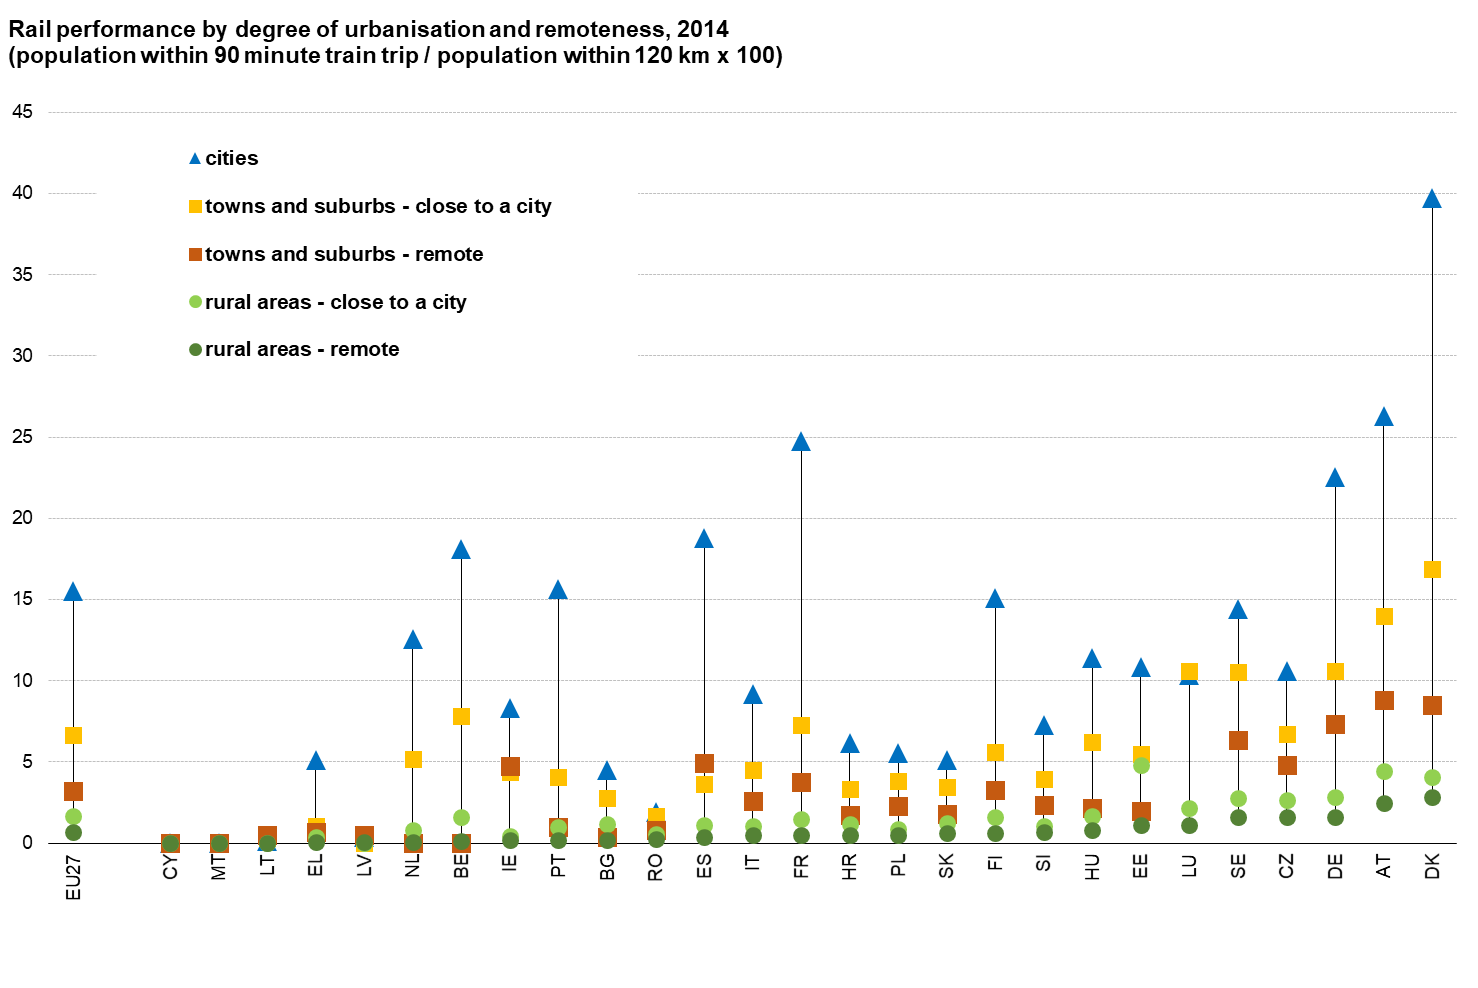 Rail performance by degree of urbanisation and remoteness, 2014
(population within 90 minute train trip / population within 120 km x 100)
45
40
35
30
25
20
15
10
5
0
cities
towns and suburbs - close to a city
towns and suburbs - remote
rural areas - close to a city
rural areas - remote
EU27
CY
MT
LT
EL
LV
NL
BE
IE
PT
BG
RO
ES
IT
FR
HR
PL
SK
FI
SI
HU
EE
LU
SE
CZ
DE
AT
DK